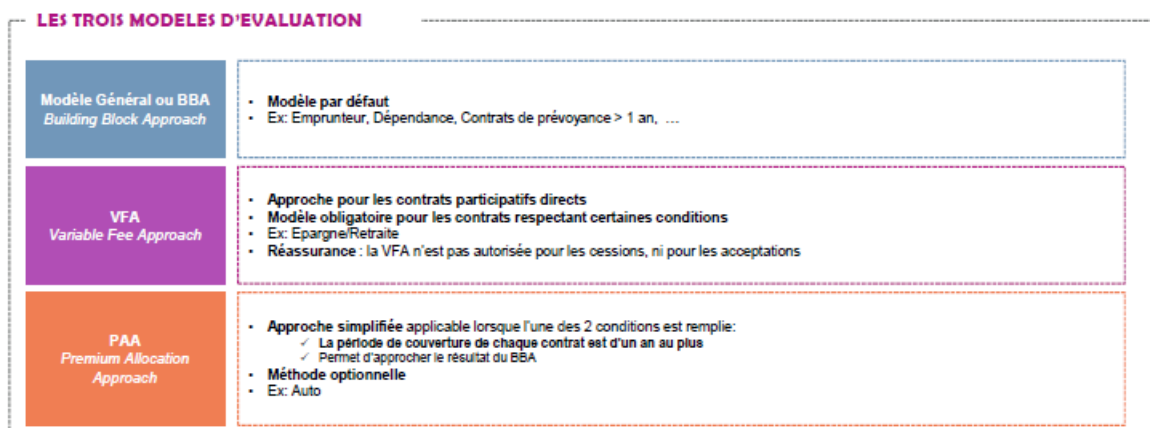 LES TROIS MODELES D'EVALUATION
Modèle Général ou BBA
Building Block Approach
• Modèle par défaut
• Ex: Emprunteur, Dépendance, Contrats de prévoyance > 1 an, …
VFA
Variable Fee Approach
• Approche pour les contrats participatifs directs
• Modèle obligatoire pour les contrats respectant certaines conditions
• Ex: Epargne/Retraite
• Réassurance : la VFA n'est pas autorisée pour les cessions, ni pour les acceptations
PAA
Premium Allocation
Approach
• Approche simplifiée applicable lorsque l'une des 2 conditions est remplie:
✓ La période de couverture de chaque contrat est d'un an au plus
✓ Permet d'approcher le résultat du BBA
• Méthode optionnelle
• Ex: Auto